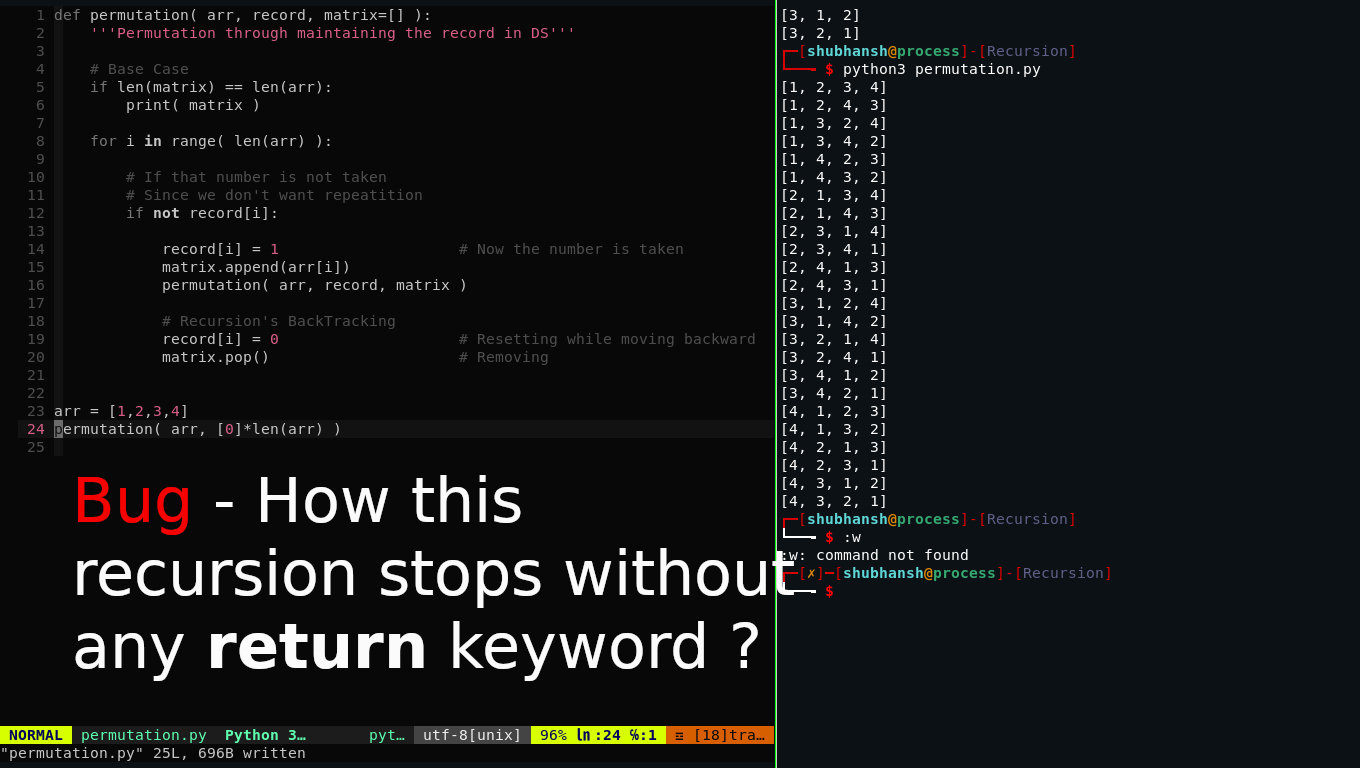 1 def permutation( arr, record, matrix=[] ):
2     '''Permutation through maintaining the record in DS'''
3
4     # Base Case
5     if len(matrix) == len(arr):
6         print( matrix )
7
8     for i in range( len(arr) ):
9
10         # If that number is not taken
11         # Since we don't want repeatition
12         if not record[i]:
13
14             record[i] = 1                    # Now the number is taken
15             matrix.append(arr[i])
16             permutation( arr, record, matrix )
17
18             # Recursion's BackTracking
19             record[i] = 0                    # Resetting while moving backward
20             matrix.pop()                     # Removing
21
22
23 arr = [1,2,3,4]
24 permutation( arr, [0]*len(arr) )
25
Bug - How this
recursion stops without
any return keyword ?
NORMAL permutation.py Python 3… pyt… utf-8[unix] 96% ln:24 %:1 ☲ [18]tra…
"permutation.py" 25L, 696B written
[3, 1, 2]
[3, 2, 1]
┌─[shubhansh@process]-[Recursion]
└──╼ $ python3 permutation.py
[1, 2, 3, 4]
[1, 2, 4, 3]
[1, 3, 2, 4]
[1, 3, 4, 2]
[1, 4, 2, 3]
[1, 4, 3, 2]
[2, 1, 3, 4]
[2, 1, 4, 3]
[2, 3, 1, 4]
[2, 3, 4, 1]
[2, 4, 1, 3]
[2, 4, 3, 1]
[3, 1, 2, 4]
[3, 1, 4, 2]
[3, 2, 1, 4]
[3, 2, 4, 1]
[3, 4, 1, 2]
[3, 4, 2, 1]
[4, 1, 2, 3]
[4, 1, 3, 2]
[4, 2, 1, 3]
[4, 2, 3, 1]
[4, 3, 1, 2]
[4, 3, 2, 1]
┌─[shubhansh@process]-[Recursion]
└──╼ $ :w
:w: command not found
┌─[✗]─[shubhansh@process]-[Recursion]
└──╼ $